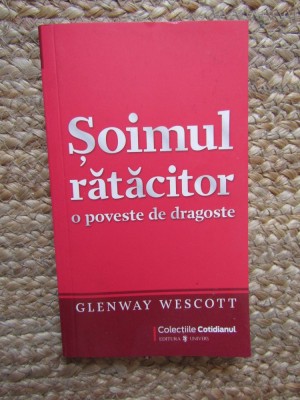 Șoimul
rătăcitor
o poveste de dragoste
GLENWAY WESCOTT
Colecțiile Cotidianul
EDITURA UNIVERS